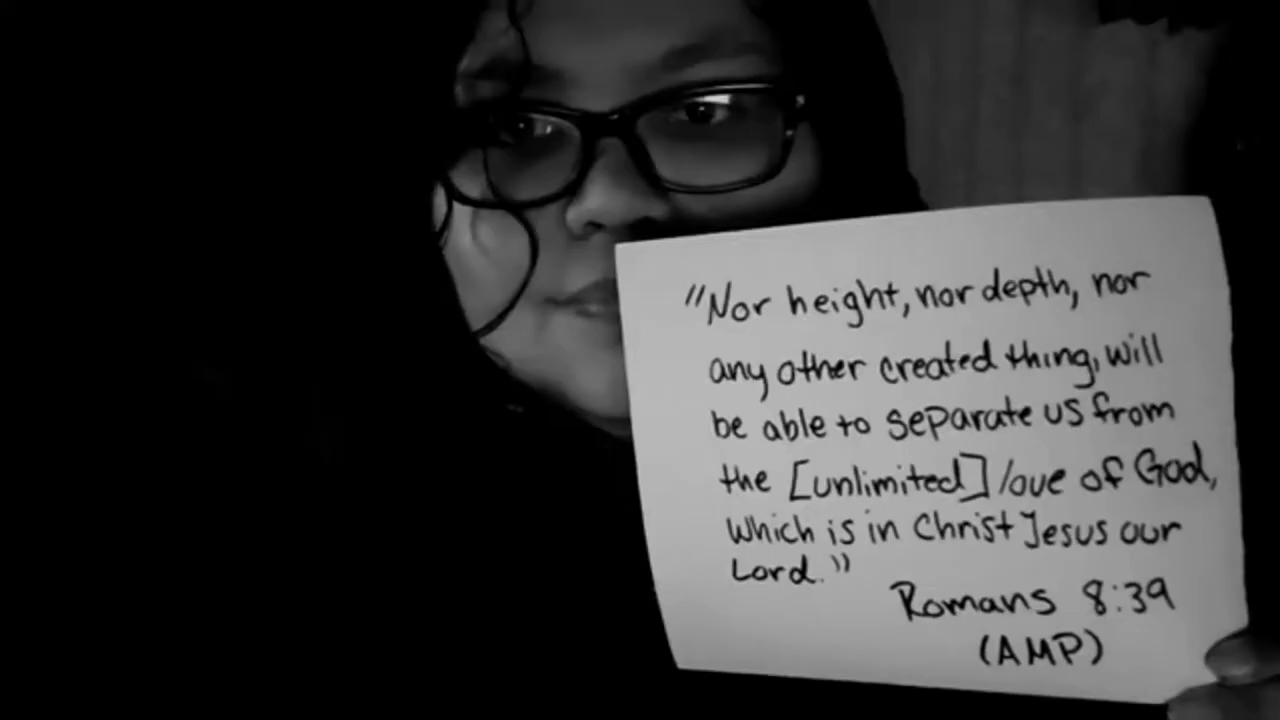 "Nor height, nor depth, nor
any other created thing, will
be able to separate us from
the [unlimited] love of God,
which is in Christ Jesus our
Lord."
Romans 8:39
(AMP)